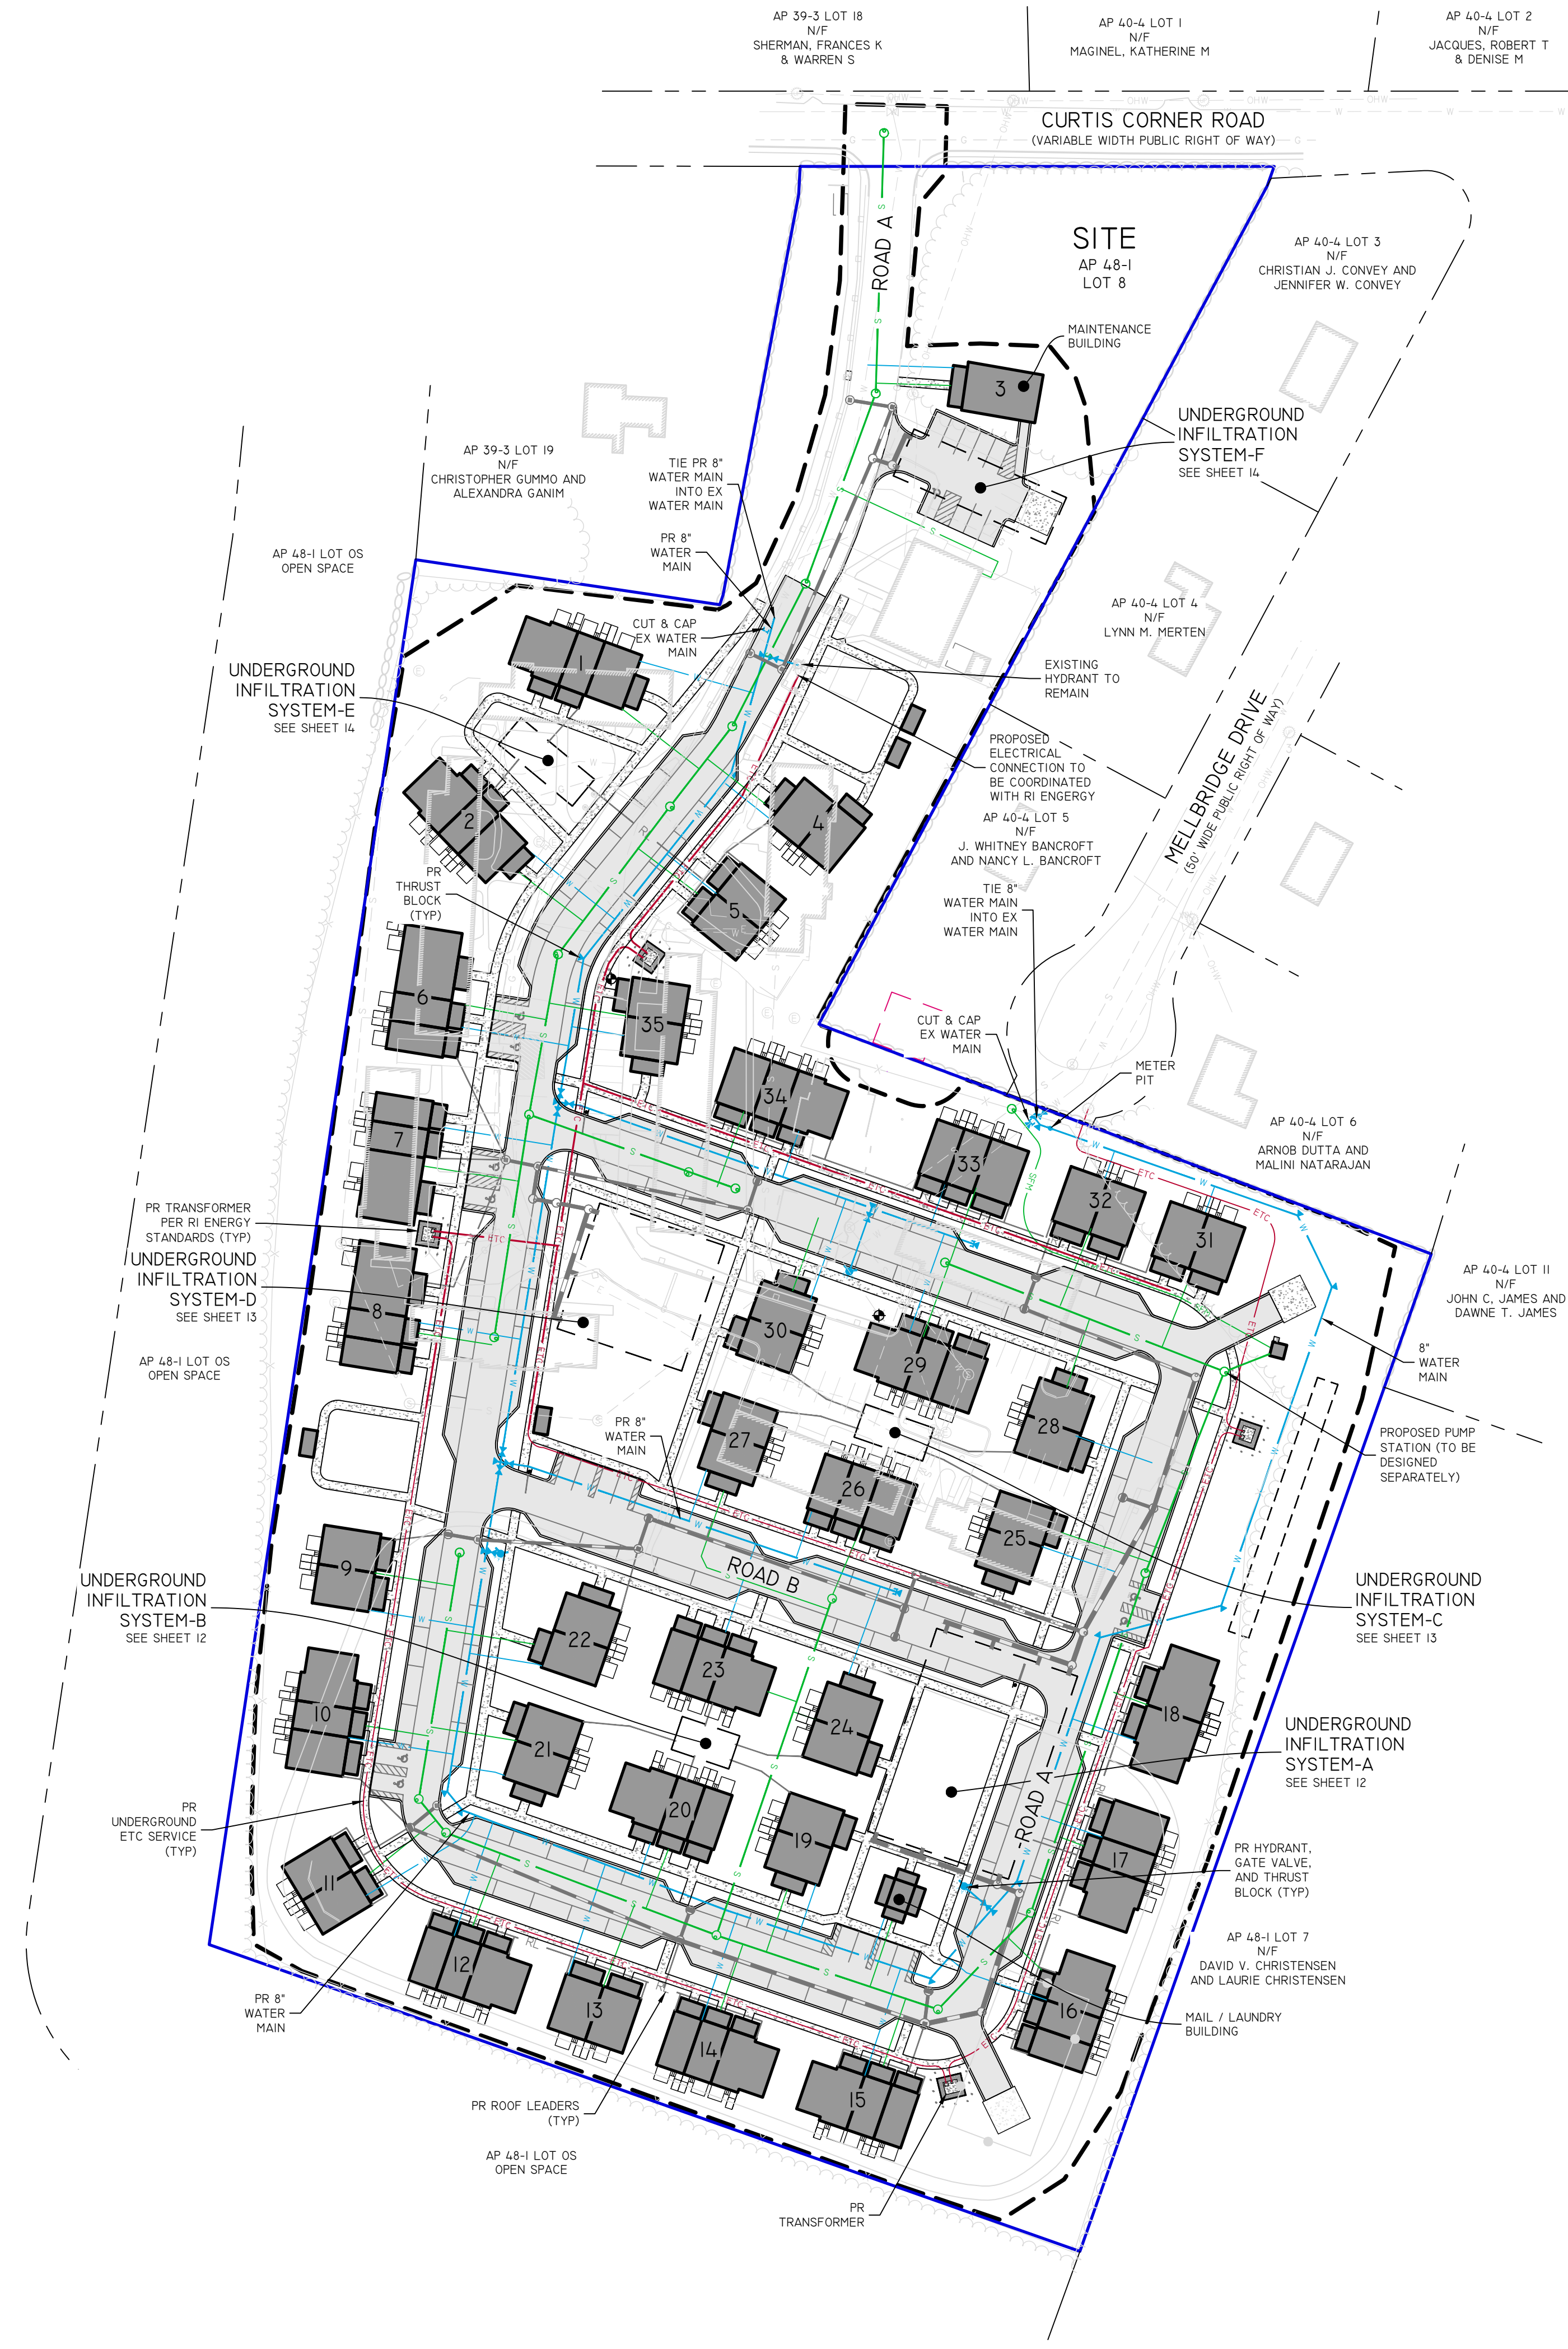 AP 39-3 LOT 18
N/F
SHERMAN, FRANCES K
& WARREN S
AP 40-4 LOT 1
N/F
MAGINEL, KATHERINE M
AP 40-4 LOT 2
N/F
JACQUES, ROBERT T
& DENISE M
OHW
OHW
OHW
OHW
W
W
W
CURTIS CORNER ROAD
(VARIABLE WIDTH PUBLIC RIGHT OF WAY)
G
G
ROAD A
SITE
AP 48-1
LOT 8
AP 40-4 LOT 3
N/F
CHRISTIAN J. CONVEY AND
JENNIFER W. CONVEY
MAINTENANCE
BUILDING
3
UNDERGROUND
INFILTRATION
SYSTEM-F
SEE SHEET 14
AP 39-3 LOT 19
N/F
CHRISTOPHER GUMMO AND
ALEXANDRA GANIM
TIE PR 8"
WATER MAIN
INTO EX
WATER MAIN
PR 8"
WATER
MAIN
AP 48-1 LOT OS
OPEN SPACE
CUT & CAP
EX WATER
MAIN
AP 40-4 LOT 4
N/F
LYNN M. MERTEN
EXISTING
HYDRANT TO
REMAIN
UNDERGROUND
INFILTRATION
SYSTEM-E
SEE SHEET 14
1
2
4
5
PROPOSED
ELECTRICAL
CONNECTION TO
BE COORDINATED
WITH RI ENGERGY
MELLBRIDGE DRIVE
(50' WIDE PUBLIC RIGHT OF WAY)
AP 40-4 LOT 5
N/F
J. WHITNEY BANCROFT
AND NANCY L. BANCROFT
TIE 8"
WATER MAIN
INTO EX
WATER MAIN
PR
THRUST
BLOCK
(TYP)
6
35
CUT & CAP
EX WATER
MAIN
METER
PIT
34
7
33
32
31
AP 40-4 LOT 6
N/F
ARNOB DUTTA AND
MALINI NATARAJAN
PR TRANSFORMER
PER RI ENERGY
STANDARDS (TYP)
UNDERGROUND
INFILTRATION
SYSTEM-D
SEE SHEET 13
8
30
29
28
AP 40-4 LOT 11
N/F
JOHN C, JAMES AND
DAWNE T. JAMES
8"
WATER
MAIN
AP 48-1 LOT OS
OPEN SPACE
PR 8"
WATER
MAIN
27
26
25
PROPOSED PUMP
STATION (TO BE
DESIGNED
SEPARATELY)
9
ROAD B
UNDERGROUND
INFILTRATION
SYSTEM-B
SEE SHEET 12
UNDERGROUND
INFILTRATION
SYSTEM-C
SEE SHEET 13
22
23
24
10
21
20
19
18
UNDERGROUND
INFILTRATION
SYSTEM-A
SEE SHEET 12
ROAD A
PR
UNDERGROUND
ETC SERVICE
(TYP)
11
17
PR HYDRANT,
GATE VALVE,
AND THRUST
BLOCK (TYP)
12
13
14
15
16
AP 48-1 LOT 7
N/F
DAVID V. CHRISTENSEN
AND LAURIE CHRISTENSEN
PR 8"
WATER
MAIN
MAIL / LAUNDRY
BUILDING
PR ROOF LEADERS
(TYP)
AP 48-1 LOT OS
OPEN SPACE
PR
TRANSFORMER